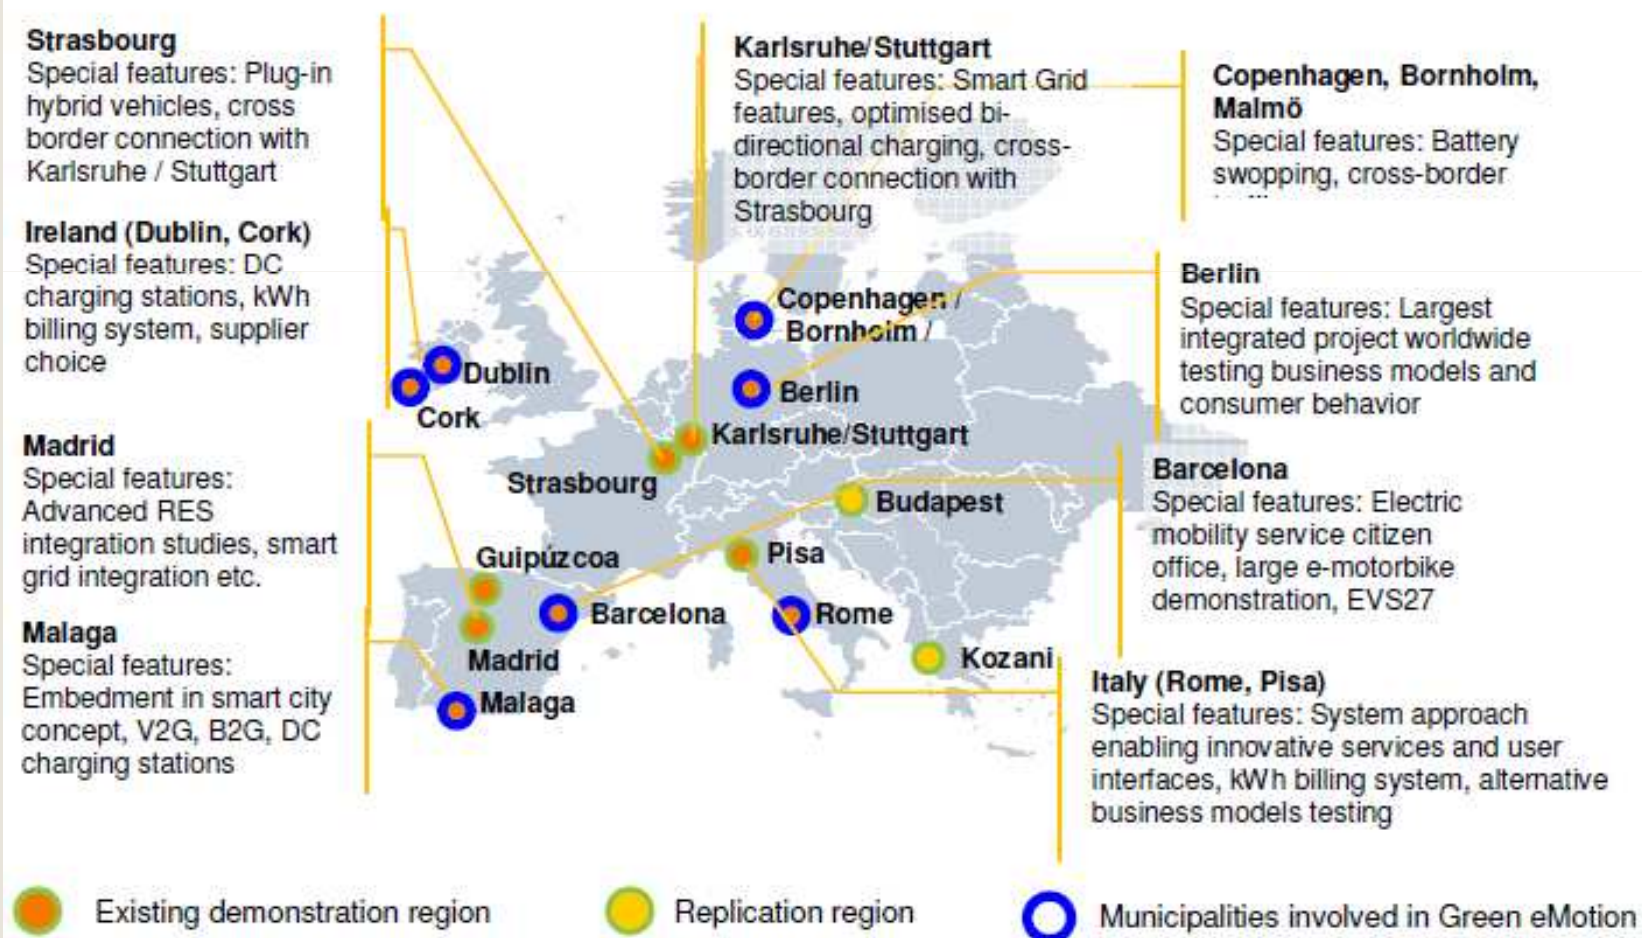 Strasbourg
Special features: Plug-in
hybrid vehicles, cross
border connection with
Karlsruhe / Stuttgart
Ireland (Dublin, Cork)
Special features: DC
charging stations, kWh
billing system, supplier
choice
Madrid
Special features:
Advanced RES
integration studies, smart
grid integration etc.
Malaga
Special features:
Embedment in smart city
concept, V2G, B2G, DC
charging stations
Karlsruhe/Stuttgart
Special features: Smart Grid
features, optimised bi-
directional charging, cross-
border connection with
Strasbourg
Copenhagen, Bornholm,
Malmö
Special features: Battery
swopping, cross-border
Berlin
Special features: Largest
integrated project worldwide
testing business models and
consumer behavior
Barcelona
Special features: Electric
mobility service citizen
office, large e-motorbike
demonstration, EVS27
Italy (Rome, Pisa)
Special features: System approach
enabling innovative services and user
interfaces, kWh billing system, alternative
business models testing
Copenhagen /
Bornholm /
Dublin
Cork
Berlin
Karlsruhe/Stuttgart
Strasbourg
Budapest
Guipúzcoa
Pisa
Barcelona
Rome
Madrid
Kozani
Malaga
Existing demonstration region
Replication region
Municipalities involved in Green eMotion